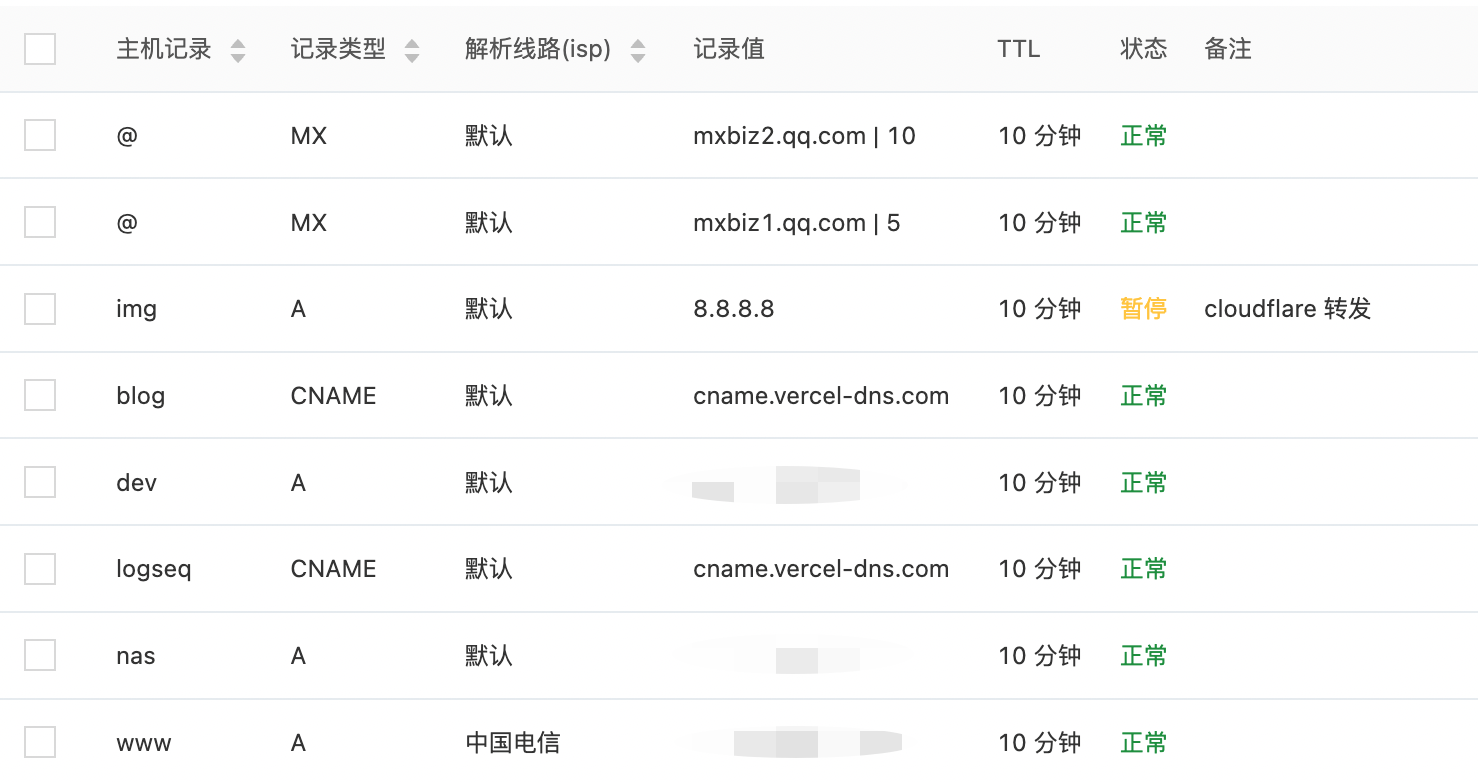 主机记录 记录类型 解析线路(isp) 记录值 TTL 状态 备注
@ MX 默认 mxbiz2.qq.com | 10 10 分钟 正常
@ MX 默认 mxbiz1.qq.com | 5 10 分钟 正常
img A 默认 8.8.8.8 10 分钟 暂停 cloudflare 转发
blog CNAME 默认 cname.vercel-dns.com 10 分钟 正常
dev A 默认 10 分钟 正常
logseq CNAME 默认 cname.vercel-dns.com 10 分钟 正常
nas A 默认 10 分钟 正常
www A 中国电信 10 分钟 正常